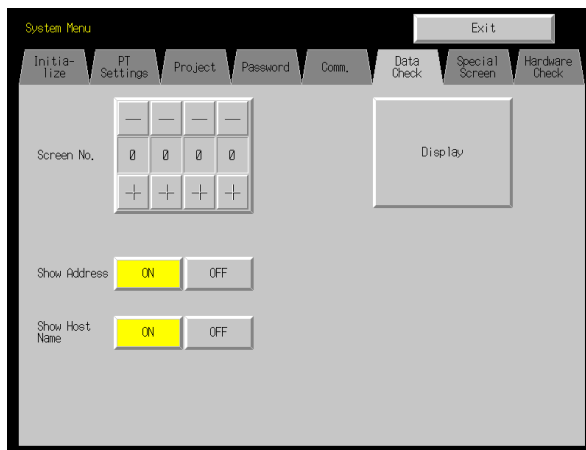 System Menu
Exit
Initia-
lize
PT
Settings
Project
Password
Comm.
Data
Check
Special
Screen
Hardware
Check
— — — —
Screen No.
0 0 0 0
Display
+ + + +
Show Address
ON
OFF
Show Host
Name
ON
OFF